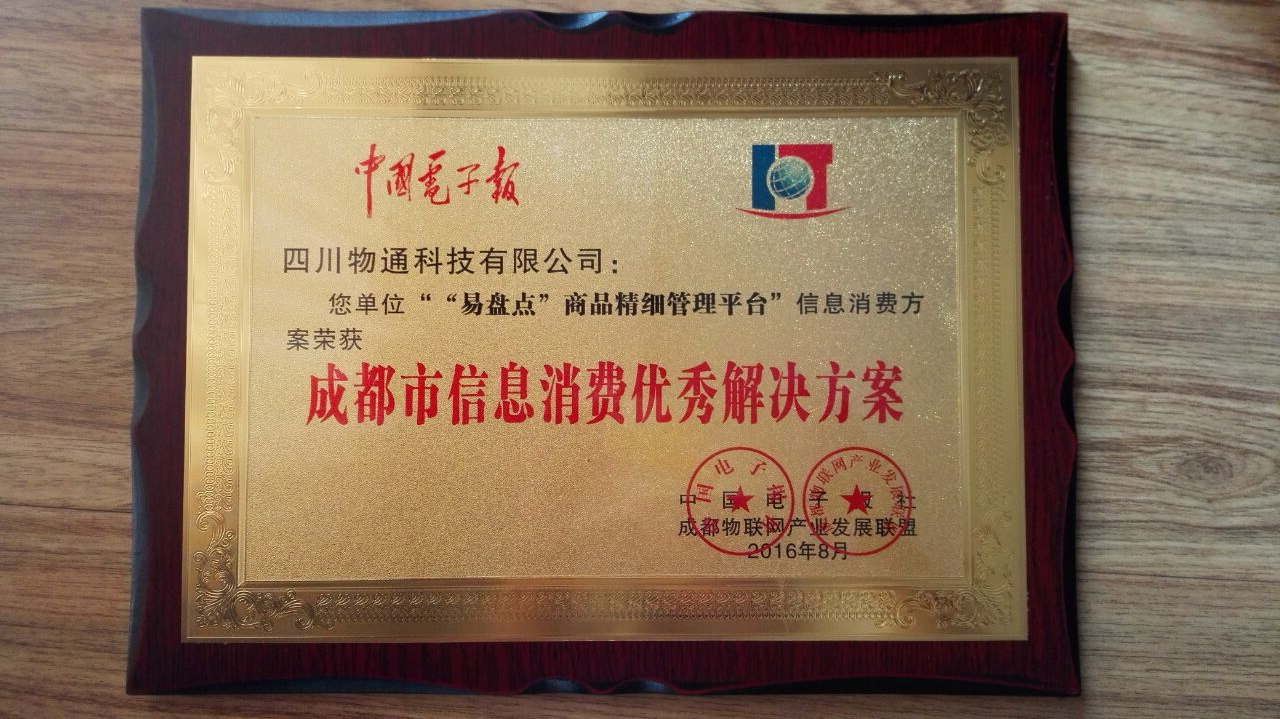 中國電子報
四川物通科技有限公司：
您单位““易盘点”商品精细管理平台”信息消费方
案荣获
成都市信息消费优秀解决方案
中国电子报社
成都物联网产业发展联盟
2016年8月